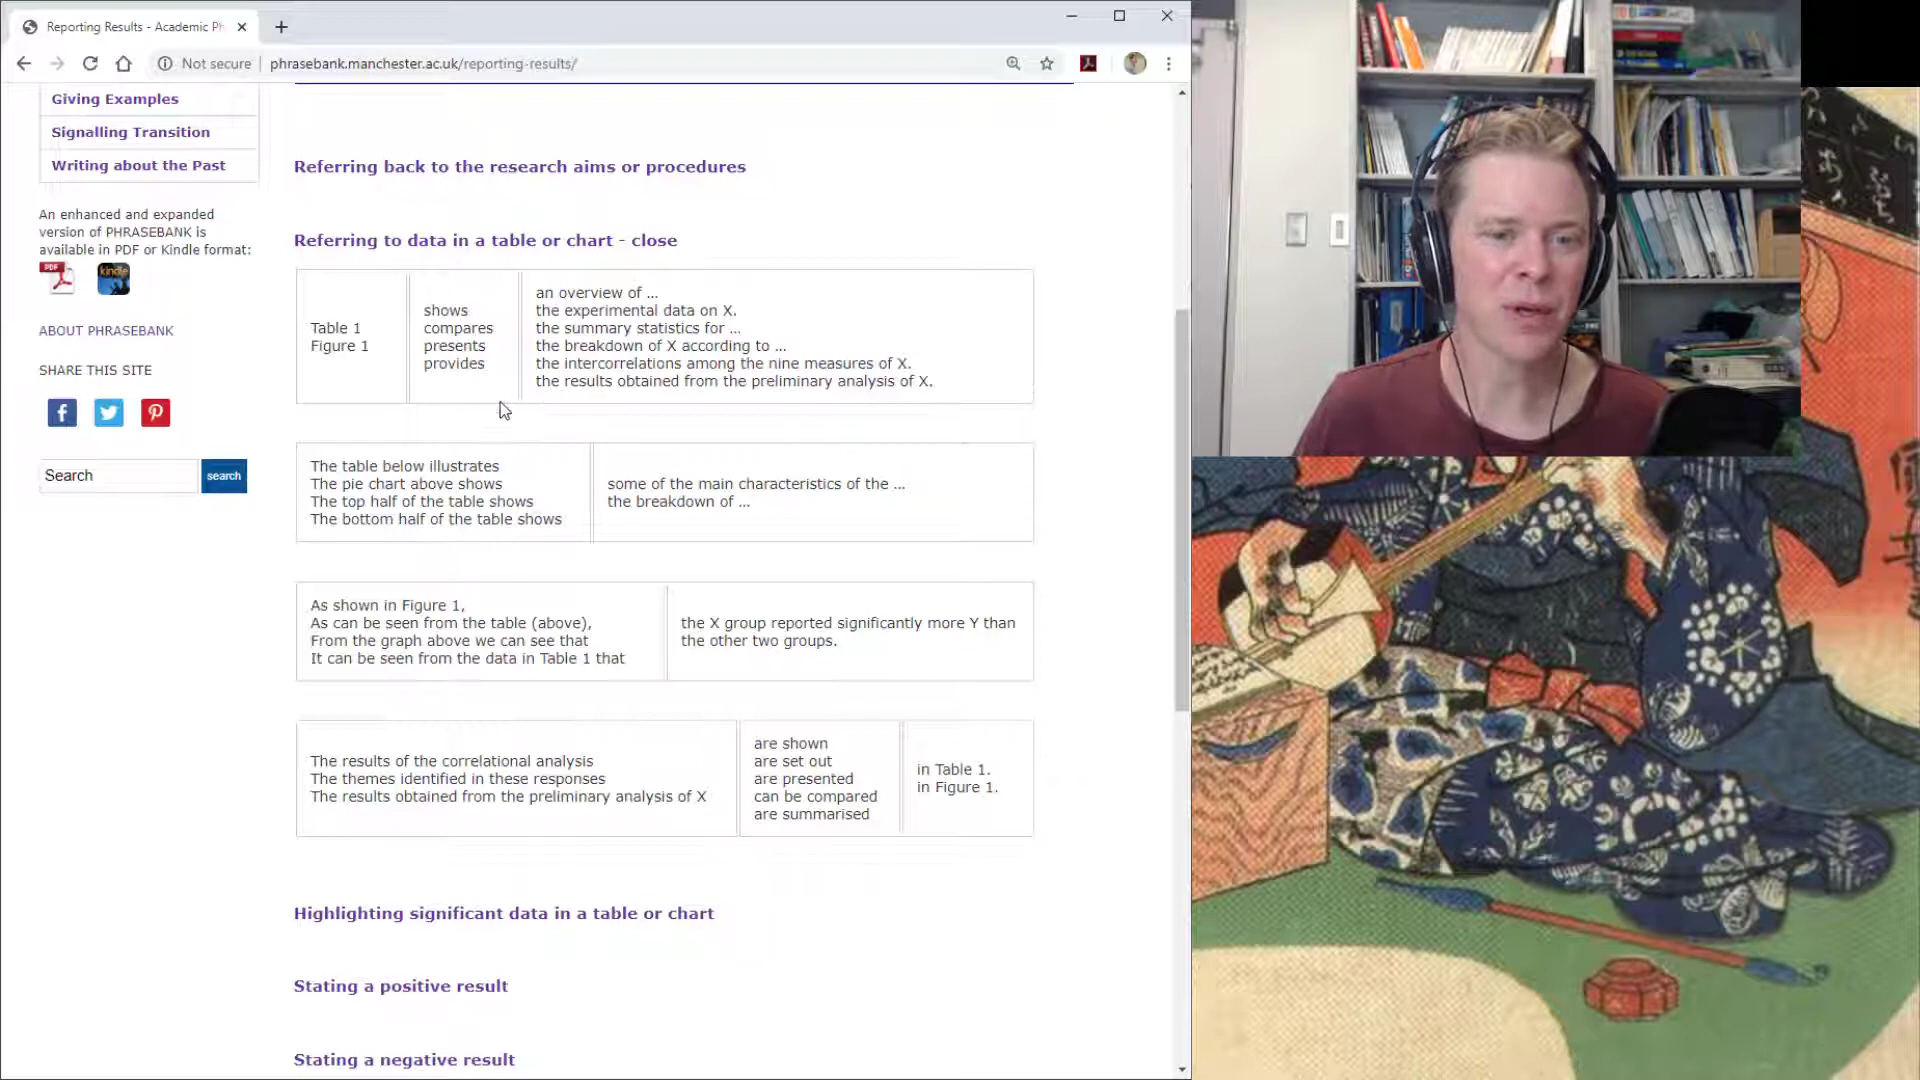 Reporting Results - Academic Ph
Not secure
phrasebank.manchester.ac.uk/reporting-results/
Giving Examples
Signalling Transition
Writing about the Past
An enhanced and expanded
version of PHRASEBANK is
available in PDF or Kindle format:
PDF
kindle
ABOUT PHRASEBANK
SHARE THIS SITE
Search
search
Referring back to the research aims or procedures
Referring to data in a table or chart - close
Table 1
Figure 1
shows
compares
presents
provides
an overview of ...
the experimental data on X.
the summary statistics for ...
the breakdown of X according to ...
the intercorrelations among the nine measures of X.
the results obtained from the preliminary analysis of X.
The table below illustrates
The pie chart above shows
The top half of the table shows
The bottom half of the table shows
some of the main characteristics of the ...
the breakdown of ...
As shown in Figure 1,
As can be seen from the table (above),
From the graph above we can see that
It can be seen from the data in Table 1 that
the X group reported significantly more Y than
the other two groups.
The results of the correlational analysis
The themes identified in these responses
The results obtained from the preliminary analysis of X
are shown
are set out
are presented
can be compared
are summarised
in Table 1.
in Figure 1.
Highlighting significant data in a table or chart
Stating a positive result
Stating a negative result